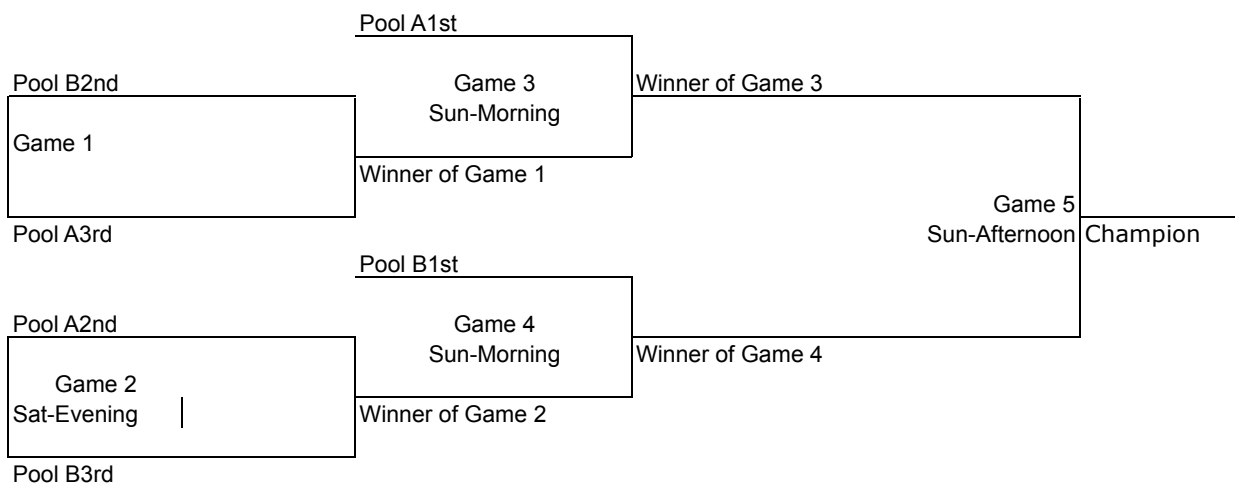 Pool A1st
Pool B2nd
Game 3
Winner of Game 3
Sun-Morning
Game 1
Winner of Game 1
Game 5
Pool A3rd
Sun-Afternoon
Champion
Pool B1st
Pool A2nd
Game 4
Sun-Morning
Winner of Game 4
Game 2
Sat-Evening
Winner of Game 2
Pool B3rd